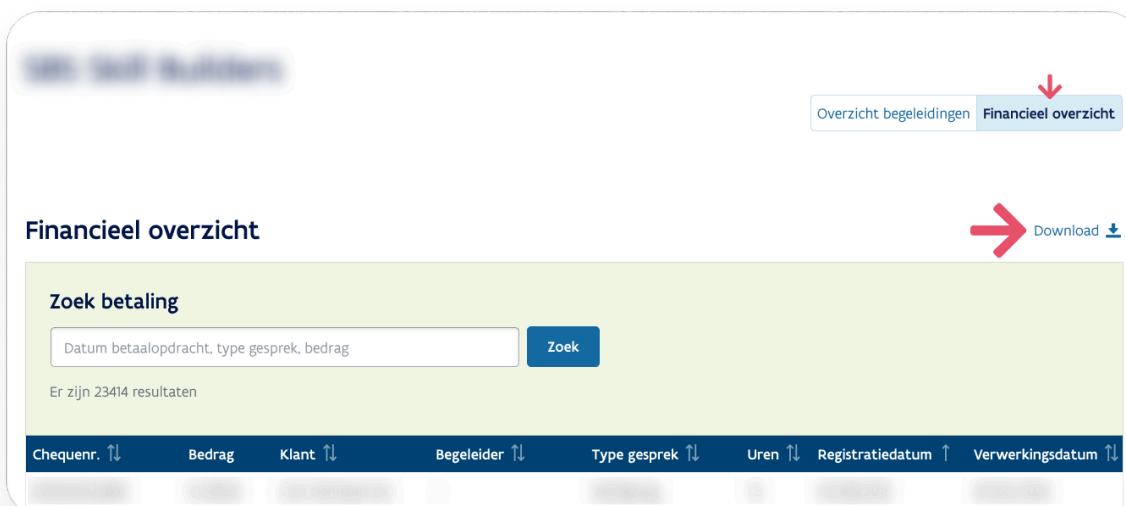 Overzicht begeleidingen Financieel overzicht
Financieel overzicht
Download
Zoek betaling
Datum betaalopdracht, type gesprek, bedrag
Zoek
Er zijn 23414 resultaten
Chequenr. Bedrag Klant Begeleider Type gesprek Uren Registratiedatum Verwerkingsdatum